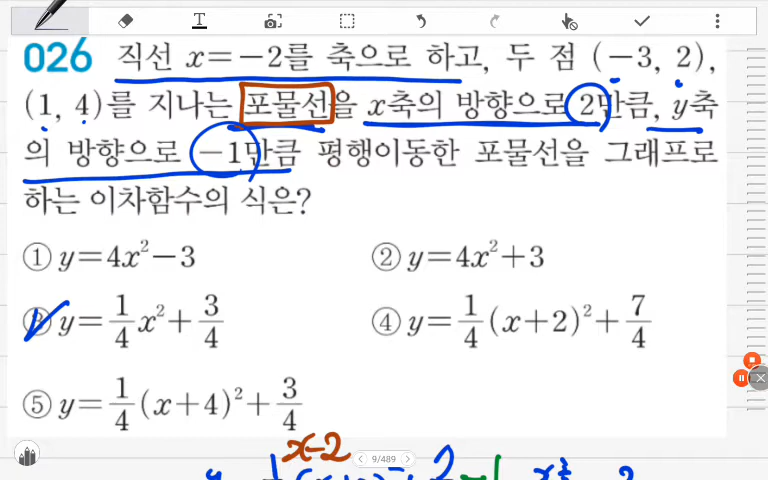 026 직선 x=-2를 축으로 하고, 두 점 (-3, 2),
(1, 4)를 지나는 포물선을 x축의 방향으로 2만큼, y축
의 방향으로 -1만큼 평행이동한 포물선을 그래프로
하는 이차함수의 식은?
① y=4x²-3 ② y=4x²+3
③ y=1/4x²+3/4 ④ y=1/4(x+2)²+7/4
⑤ y=1/4(x+4)²+3/4
x-2
9/489